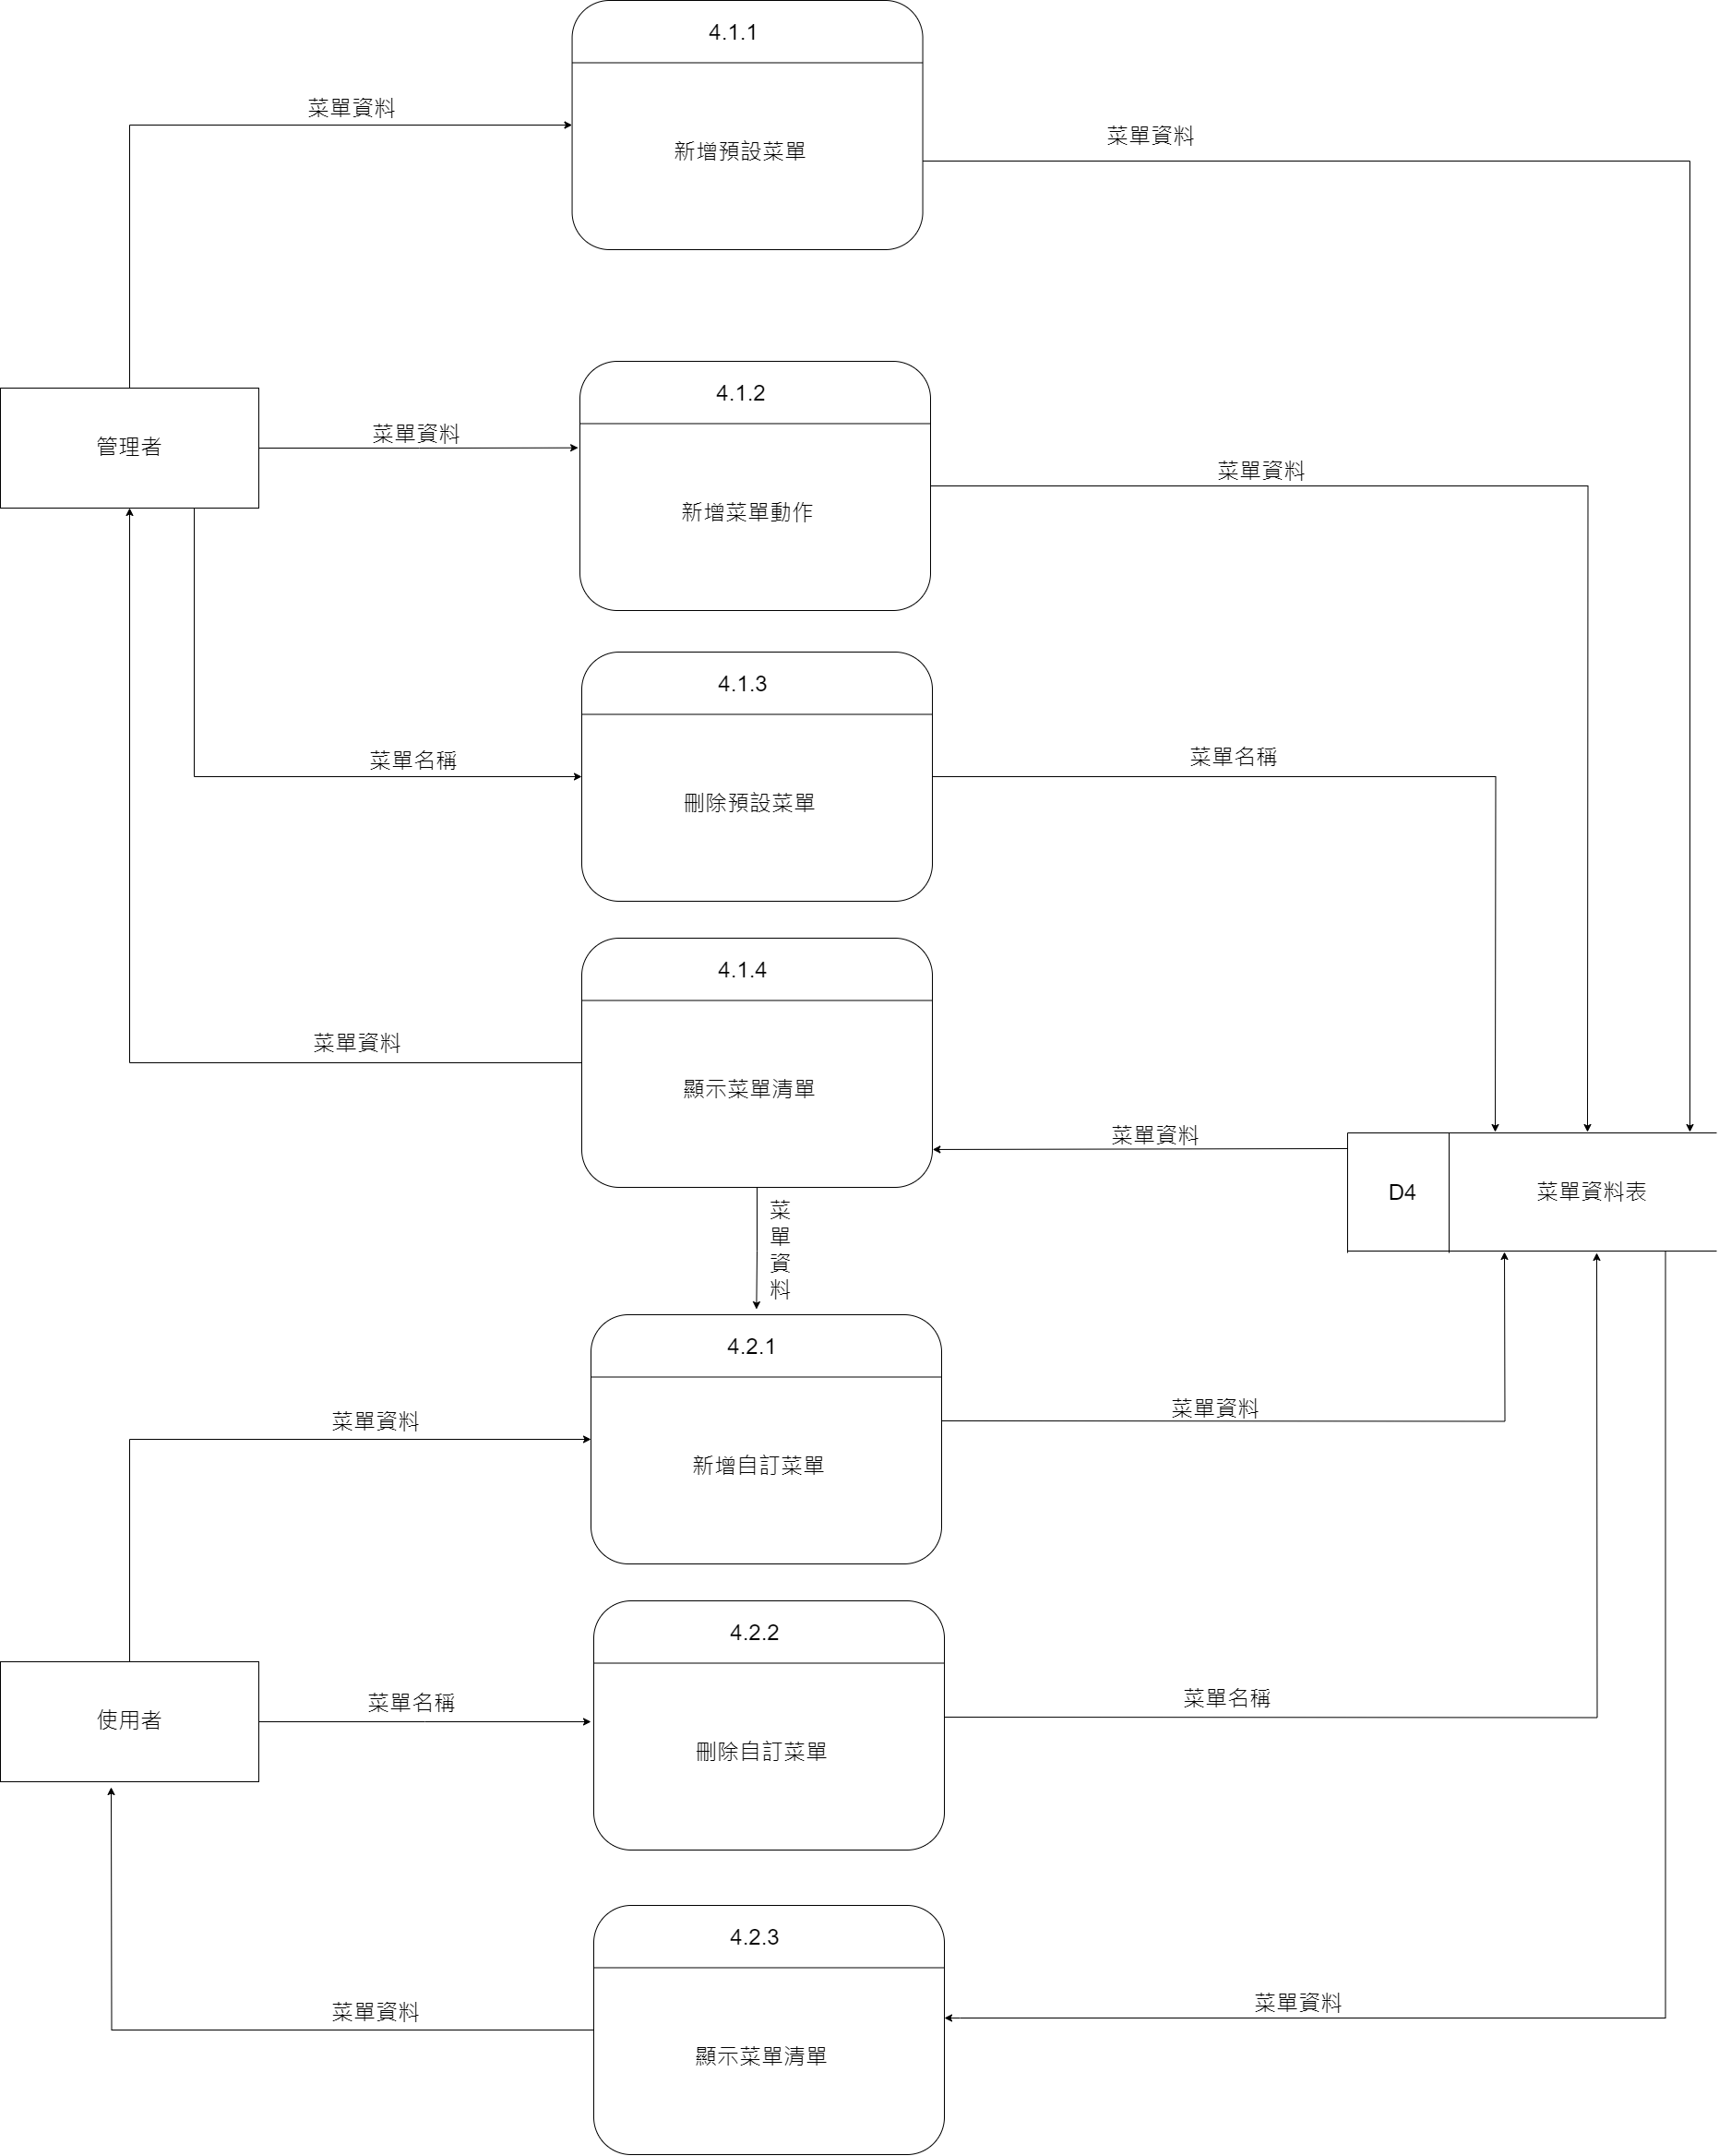 4.1.1
菜單資料
新增預設菜單
菜單資料
4.1.2
管理者
菜單資料
新增菜單動作
菜單資料
4.1.3
菜單名稱
刪除預設菜單
菜單名稱
4.1.4
菜單資料
顯示菜單清單
菜單資料
D4
菜單資料表
菜
單
資
料
4.2.1
菜單資料
新增自訂菜單
菜單資料
4.2.2
使用者
菜單名稱
刪除自訂菜單
菜單名稱
4.2.3
菜單資料
顯示菜單清單
菜單資料